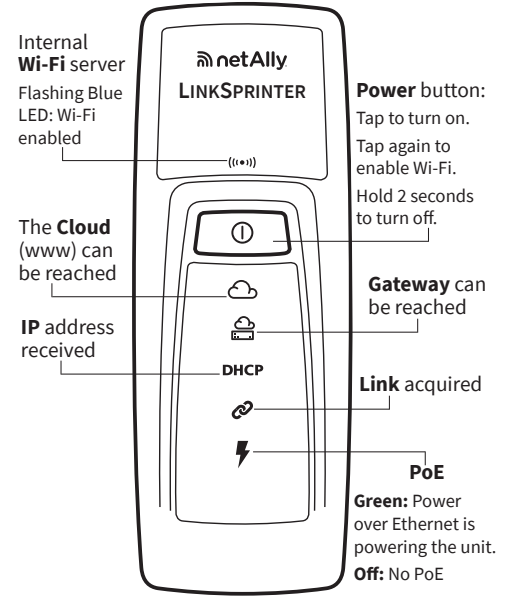 Internal
Wi-Fi server
Flashing Blue
LED: Wi-Fi
enabled
netAlly
LINKSPRINTER
Power button:
Tap to turn on.
Tap again to
enable Wi-Fi.
Hold 2 seconds
to turn off.
The Cloud
(www) can
be reached
Gateway can
be reached
IP address
received
DHCP
Link acquired
PoE
Green: Power
over Ethernet is
powering the unit.
Off: No PoE